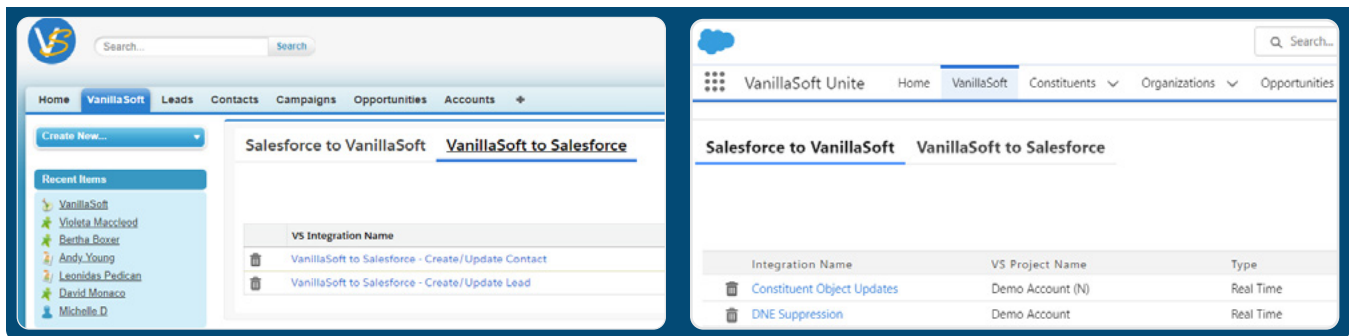 VS
Search...
Search
Home VanillaSoft Leads Contacts Campaigns Opportunities Accounts +
Create New...
Recent Items
VanillaSoft
Violeta Maccleod
Bertha Boxer
Andy Young
Leonidas Pedican
David Monaco
Michelle D
Salesforce to VanillaSoft VanillaSoft to Salesforce
VS Integration Name
VanillaSoft to Salesforce - Create/Update Contact
VanillaSoft to Salesforce - Create/Update Lead
Search...
VanillaSoft Unite Home VanillaSoft Constituents Organizations Opportunities
Salesforce to VanillaSoft VanillaSoft to Salesforce
Integration Name VS Project Name Type
Constituent Object Updates Demo Account (N) Real Time
DNE Suppression Demo Account Real Time